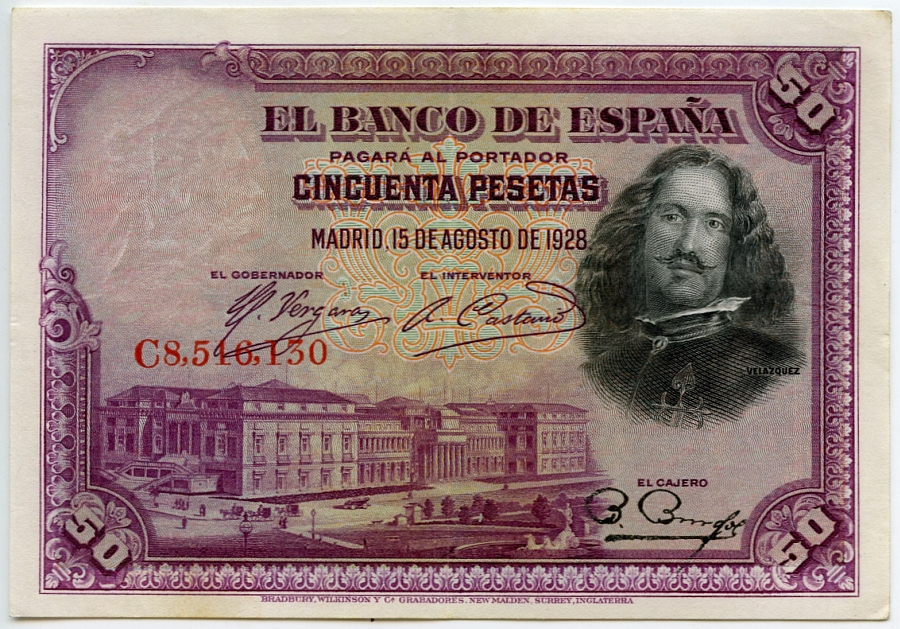 50
EL BANCO DE ESPAÑA
PAGARÁ AL PORTADOR
CINCUENTA PESETAS
MADRID 15 DE AGOSTO DE 1928
EL GOBERNADOR EL INTERVENTOR
C8,516,130
VELAZQUEZ
EL CAJERO
50 50
BRADBURY, WILKINSON Y Cª GRABADORES. NEW MALDEN, SURREY, INGLATERRA